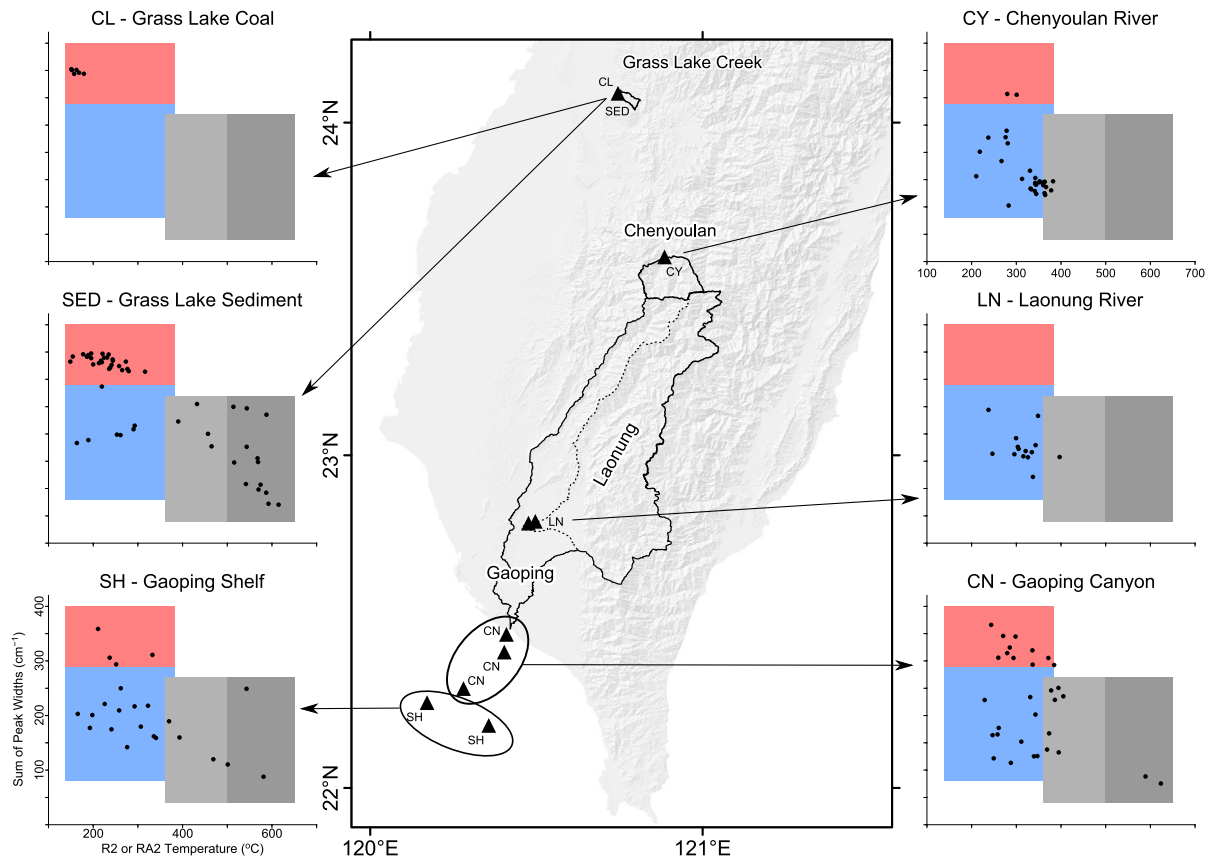 CL - Grass Lake Coal
CY - Chenyoulan River
Grass Lake Creek
CL
SED
24°N
Chenyoulan
CY
100 200 300 400 500 600 700
SED - Grass Lake Sediment
LN - Laonung River
23°N
Laonung
LN
SH - Gaoping Shelf
CN - Gaoping Canyon
Gaoping
400
300
200
100
Sum of Peak Widths (cm⁻¹)
CN
CN
CN
SH
SH
22°N
200 400 600
R2 or RA2 Temperature (°C)
120°E
121°E